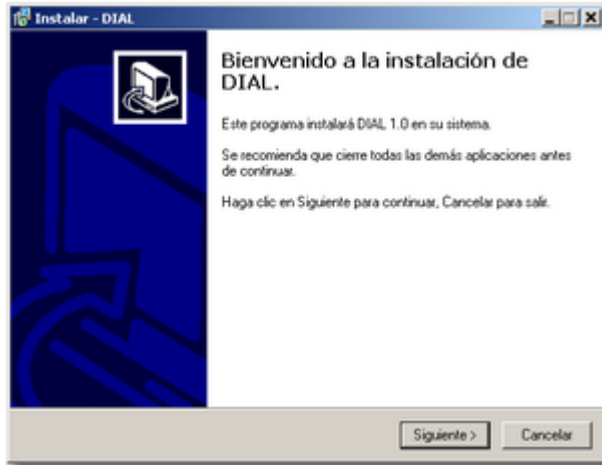 Instalar - DIAL
Bienvenido a la instalación de
DIAL.
Este programa instalará DIAL 1.0 en su sistema.
Se recomienda que cierre todas las demás aplicaciones antes
de continuar.
Haga clic en Siguiente para continuar, Cancelar para salir.
Siguiente >
Cancelar